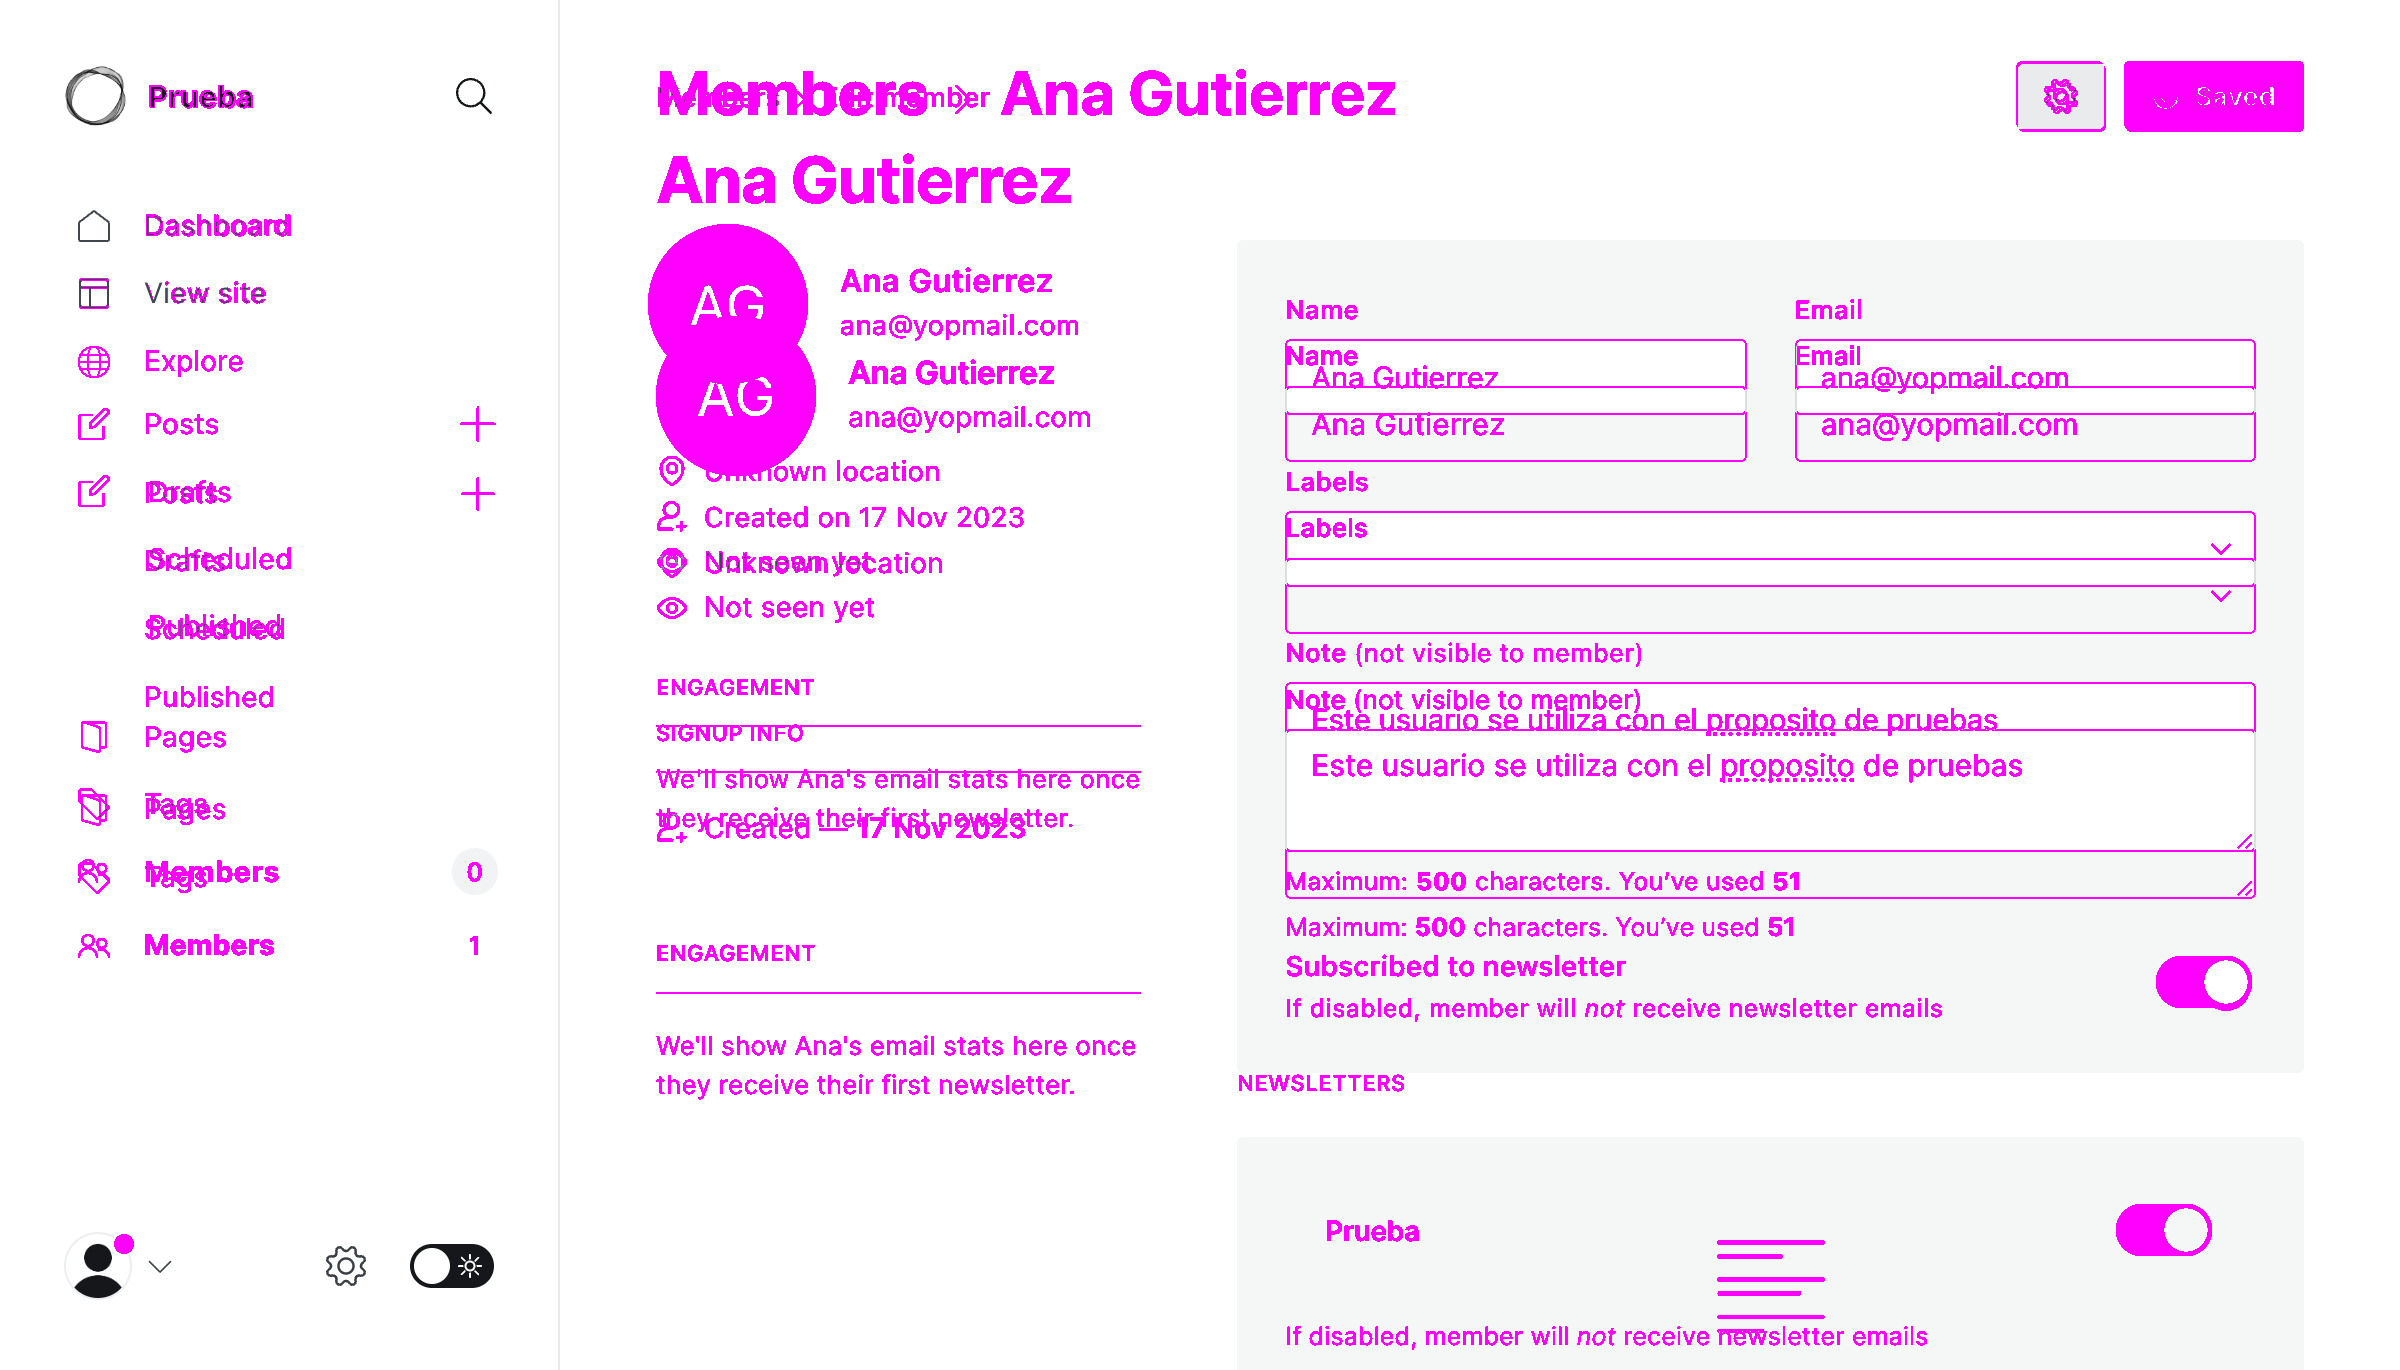 Prueba
Members > Edit member > Ana Gutierrez
Saved
Ana Gutierrez
Dashboard
View site
Explore
Posts
Drafts
Posts
Scheduled
Drafts
Published
Scheduled
Published
Pages
Tags
Pages
Members 0
Tags
Members 1
AG
Ana Gutierrez
ana@yopmail.com
AG
Ana Gutierrez
ana@yopmail.com
Unknown location
Created on 17 Nov 2023
Not seen yet
Unknown location
Not seen yet
ENGAGEMENT
SIGNUP INFO
We'll show Ana's email stats here once
they receive their first newsletter.
Created — 17 Nov 2023
ENGAGEMENT
We'll show Ana's email stats here once
they receive their first newsletter.
Name
Email
Name
Email
Ana Gutierrez
ana@yopmail.com
Ana Gutierrez
ana@yopmail.com
Labels
Labels
Note (not visible to member)
Note (not visible to member)
Este usuario se utiliza con el proposito de pruebas
Este usuario se utiliza con el proposito de pruebas
Maximum: 500 characters. You’ve used 51
Maximum: 500 characters. You’ve used 51
Subscribed to newsletter
If disabled, member will not receive newsletter emails
NEWSLETTERS
Prueba
If disabled, member will not receive newsletter emails